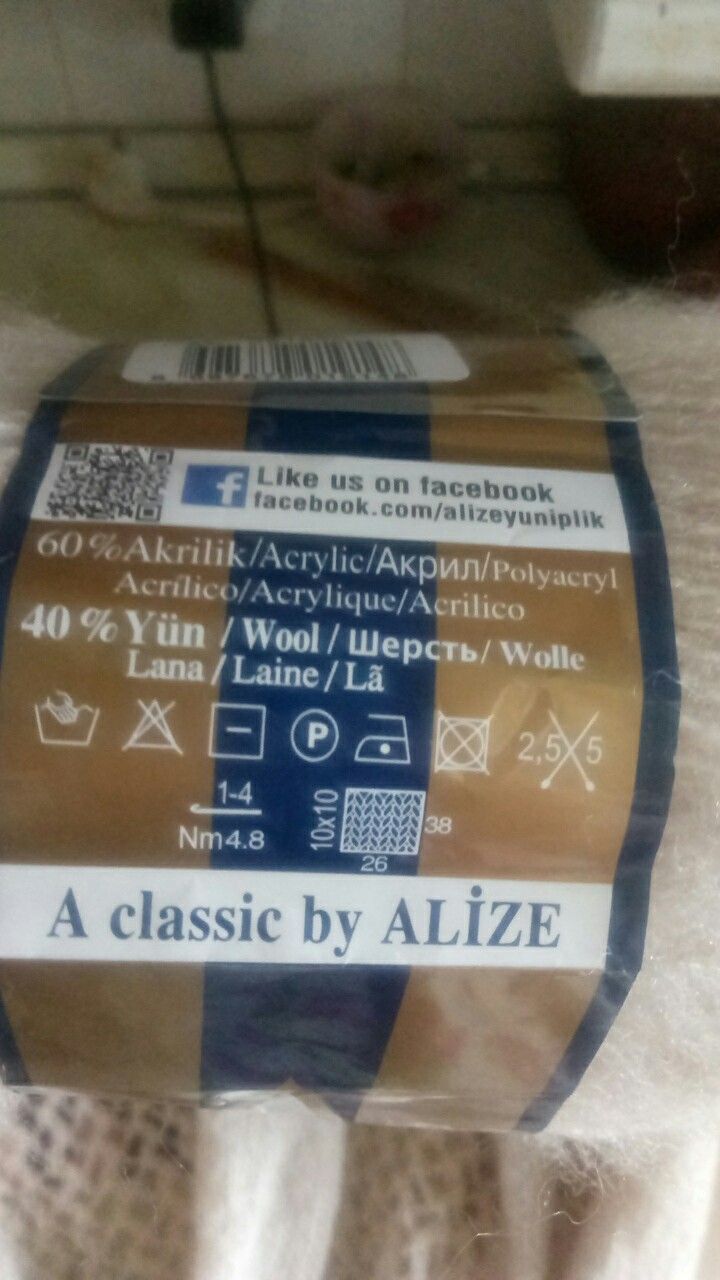 f Like us on facebook
facebook.com/alizeyuniplik
60%Akrilik/Acrylic/Акрил/Polyacryl
Acrílico/Acrylique/Acrilico
40% Yün / Wool / Шерсть / Wolle
Lana / Laine / Lã
P 2,5 5
1-4
Nm4.8
10x10
38
26
A classic by ALİZE